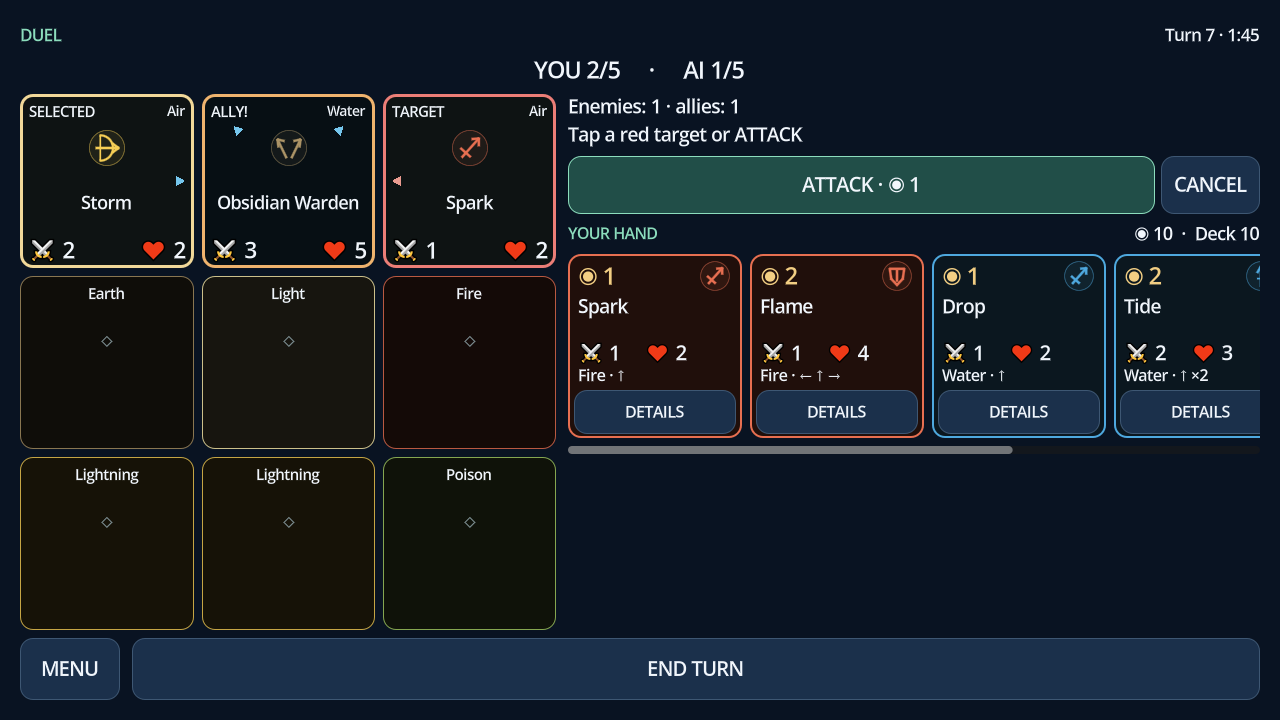 DUEL
Turn 7 · 1:45
YOU 2/5 · AI 1/5
SELECTED Air
Storm
2 2
ALLY! Water
Obsidian Warden
3 5
TARGET Air
Spark
1 2
Earth
Light
Fire
Lightning
Lightning
Poison
Enemies: 1 · allies: 1
Tap a red target or ATTACK
ATTACK · ◉ 1
CANCEL
YOUR HAND
◉ 10 · Deck 10
◉ 1
Spark
1 2
Fire · ↑
DETAILS
◉ 2
Flame
1 4
Fire · ← ↑ →
DETAILS
◉ 1
Drop
1 2
Water · ↑
DETAILS
◉ 2
Tide
2 3
Water · ↑ ×2
DETAILS
MENU
END TURN